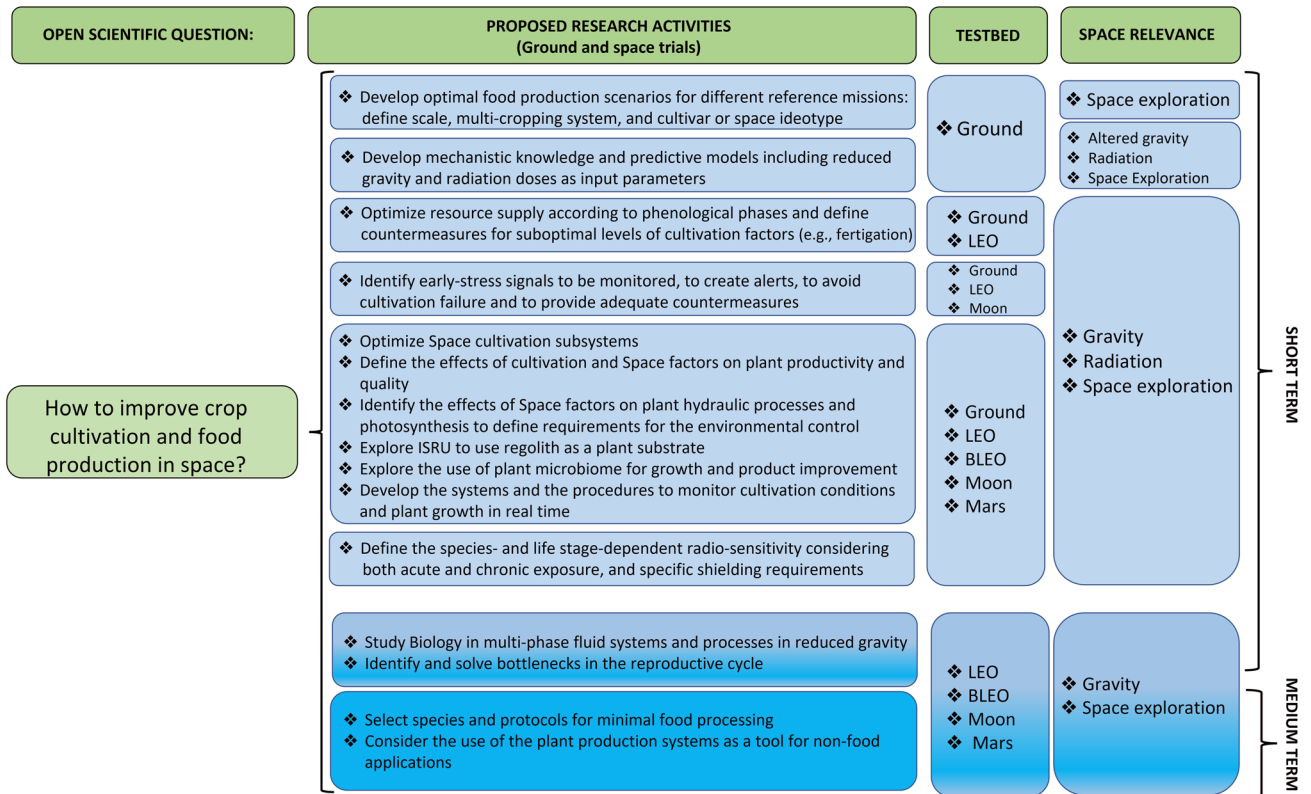 OPEN SCIENTIFIC QUESTION:
PROPOSED RESEARCH ACTIVITIES
(Ground and space trials)
TESTBED
SPACE RELEVANCE
How to improve crop
cultivation and food
production in space?
❖ Develop optimal food production scenarios for different reference missions:
define scale, multi-cropping system, and cultivar or space ideotype
❖ Develop mechanistic knowledge and predictive models including reduced
gravity and radiation doses as input parameters
❖ Ground
❖ Space exploration
❖ Altered gravity
❖ Radiation
❖ Space Exploration
❖ Optimize resource supply according to phenological phases and define
countermeasures for suboptimal levels of cultivation factors (e.g., fertigation)
❖ Ground
❖ LEO
❖ Identify early-stress signals to be monitored, to create alerts, to avoid
cultivation failure and to provide adequate countermeasures
❖ Ground
❖ LEO
❖ Moon
❖ Optimize Space cultivation subsystems
❖ Define the effects of cultivation and Space factors on plant productivity and
quality
❖ Identify the effects of Space factors on plant hydraulic processes and
photosynthesis to define requirements for the environmental control
❖ Explore ISRU to use regolith as a plant substrate
❖ Explore the use of plant microbiome for growth and product improvement
❖ Develop the systems and the procedures to monitor cultivation conditions
and plant growth in real time
❖ Define the species- and life stage-dependent radio-sensitivity considering
both acute and chronic exposure, and specific shielding requirements
❖ Ground
❖ LEO
❖ BLEO
❖ Moon
❖ Mars
❖ Gravity
❖ Radiation
❖ Space exploration
SHORT TERM
❖ Study Biology in multi-phase fluid systems and processes in reduced gravity
❖ Identify and solve bottlenecks in the reproductive cycle
❖ Select species and protocols for minimal food processing
❖ Consider the use of the plant production systems as a tool for non-food
applications
❖ LEO
❖ BLEO
❖ Moon
❖ Mars
❖ Gravity
❖ Space exploration
MEDIUM TERM